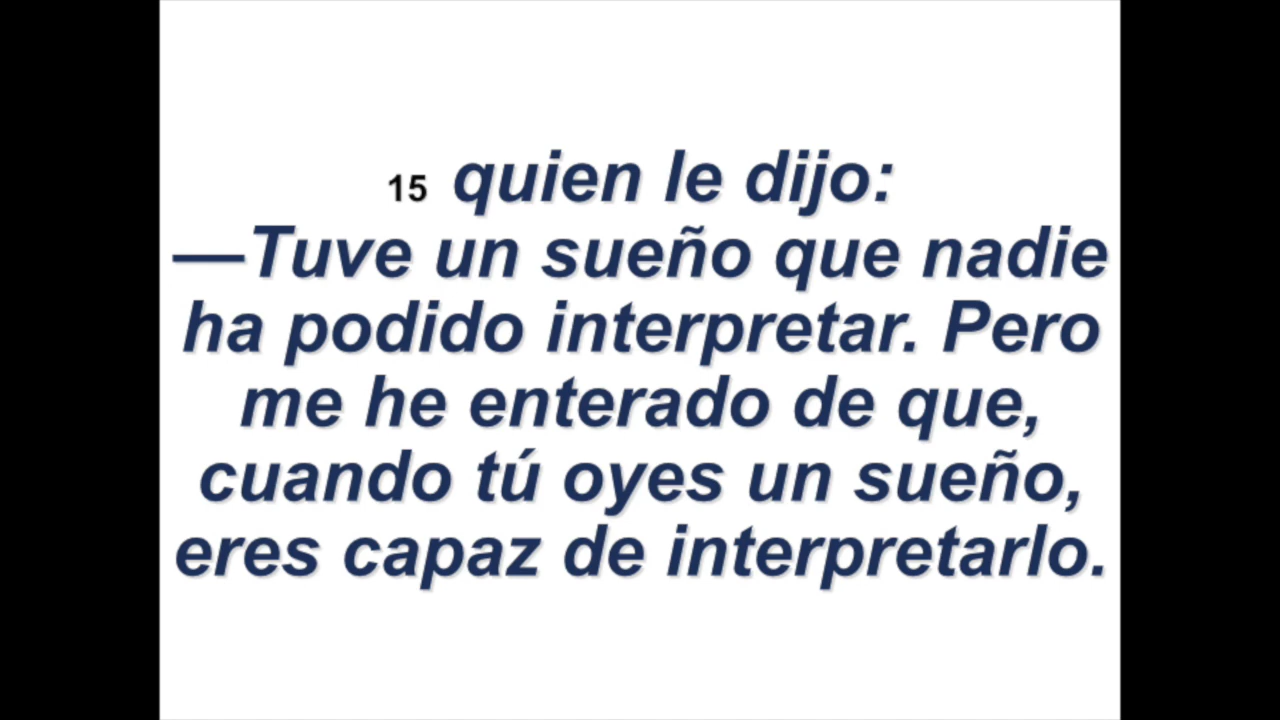 15 quien le dijo:
—Tuve un sueño que nadie
ha podido interpretar. Pero
me he enterado de que,
cuando tú oyes un sueño,
eres capaz de interpretarlo.